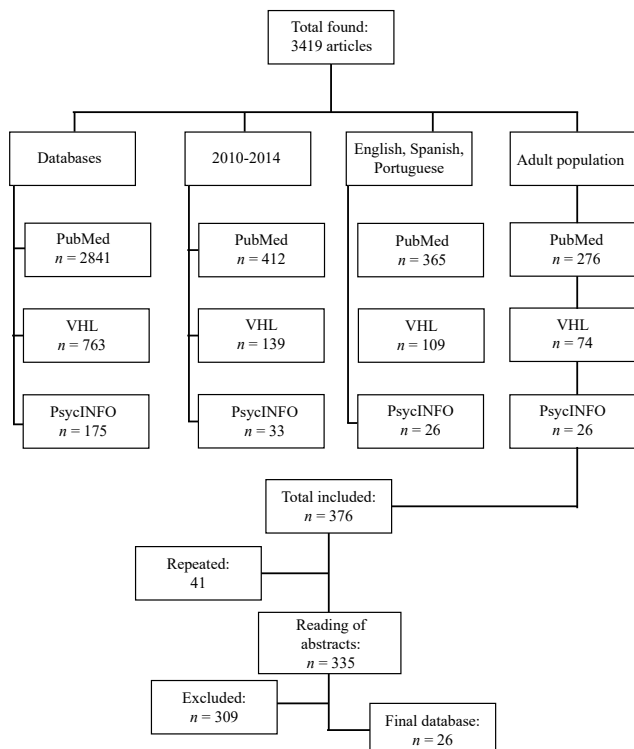 Total found:
3419 articles
Databases
2010-2014
English, Spanish,
Portuguese
Adult population
PubMed
n = 2841
PubMed
n = 412
PubMed
n = 365
PubMed
n = 276
VHL
n = 763
VHL
n = 139
VHL
n = 109
VHL
n = 74
PsycINFO
n = 175
PsycINFO
n = 33
PsycINFO
n = 26
PsycINFO
n = 26
Total included:
n = 376
Repeated:
41
Reading of
abstracts:
n = 335
Excluded:
n = 309
Final database:
n = 26